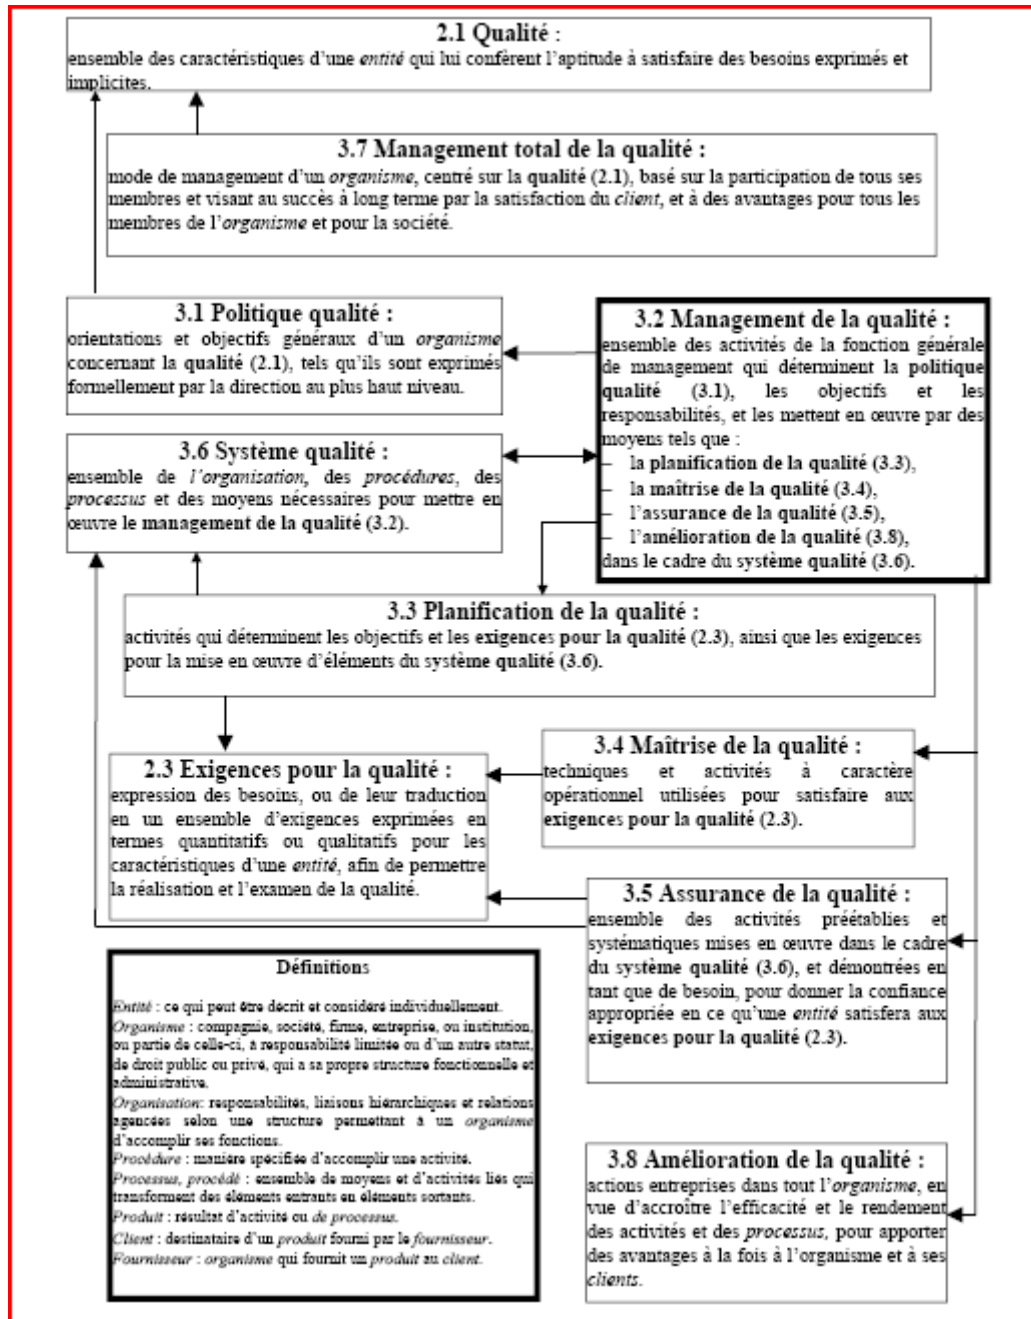 2.1 Qualité :
ensemble des caractéristiques d'une entité qui lui confèrent l'aptitude à satisfaire des besoins exprimés et
implicites.
3.7 Management total de la qualité :
mode de management d'un organisme, centré sur la qualité (2.1), basé sur la participation de tous ses
membres et visant au succès à long terme par la satisfaction du client, et à des avantages pour tous les
membres de l'organisme et pour la société.
3.1 Politique qualité :
orientations et objectifs généraux d'un organisme
concernant la qualité (2.1), tels qu'ils sont exprimés
formellement par la direction au plus haut niveau.
3.2 Management de la qualité :
ensemble des activités de la fonction générale
de management qui déterminent la politique
qualité (3.1), les objectifs et les
responsabilités, et les mettent en œuvre par des
moyens tels que :
– la planification de la qualité (3.3),
– la maîtrise de la qualité (3.4),
– l'assurance de la qualité (3.5),
– l'amélioration de la qualité (3.8),
dans le cadre du système qualité (3.6).
3.6 Système qualité :
ensemble de l'organisation, des procédures, des
processus et des moyens nécessaires pour mettre en
œuvre le management de la qualité (3.2).
3.3 Planification de la qualité :
activités qui déterminent les objectifs et les exigences pour la qualité (2.3), ainsi que les exigences
pour la mise en œuvre d'éléments du système qualité (3.6).
2.3 Exigences pour la qualité :
expression des besoins, ou de leur traduction
en un ensemble d'exigences exprimées en
termes quantitatifs ou qualitatifs pour les
caractéristiques d'une entité, afin de permettre
la réalisation et l'examen de la qualité.
3.4 Maîtrise de la qualité :
techniques et activités à caractère
opérationnel utilisées pour satisfaire aux
exigences pour la qualité (2.3).
3.5 Assurance de la qualité :
ensemble des activités préétablies et
systématiques mises en œuvre dans le cadre
du système qualité (3.6), et démontrées en
tant que de besoin, pour donner la confiance
appropriée en ce qu'une entité satisfera aux
exigences pour la qualité (2.3).
Définitions
Entité : ce qui peut être décrit et considéré individuellement.
Organisme : compagnie, société, firme, entreprise, ou institution,
ou partie de celle-ci, à responsabilité limitée ou d'un autre statut,
de droit public ou privé, qui a sa propre structure fonctionnelle et
administrative.
Organisation: responsabilités, liaisons hiérarchiques et relations
agencées selon une structure permettant à un organisme
d'accomplir ses fonctions.
Procédure : manière spécifiée d'accomplir une activité.
Processus, procédé : ensemble de moyens et d'activités liés qui
transforment des éléments entrants en éléments sortants.
Produit : résultat d'activité ou de processus.
Client : destinataire d'un produit fourni par le fournisseur.
Fournisseur : organisme qui fournit un produit au client.
3.8 Amélioration de la qualité :
actions entreprises dans tout l'organisme, en
vue d'accroître l'efficacité et le rendement
des activités et des processus, pour apporter
des avantages à la fois à l'organisme et à ses
clients.